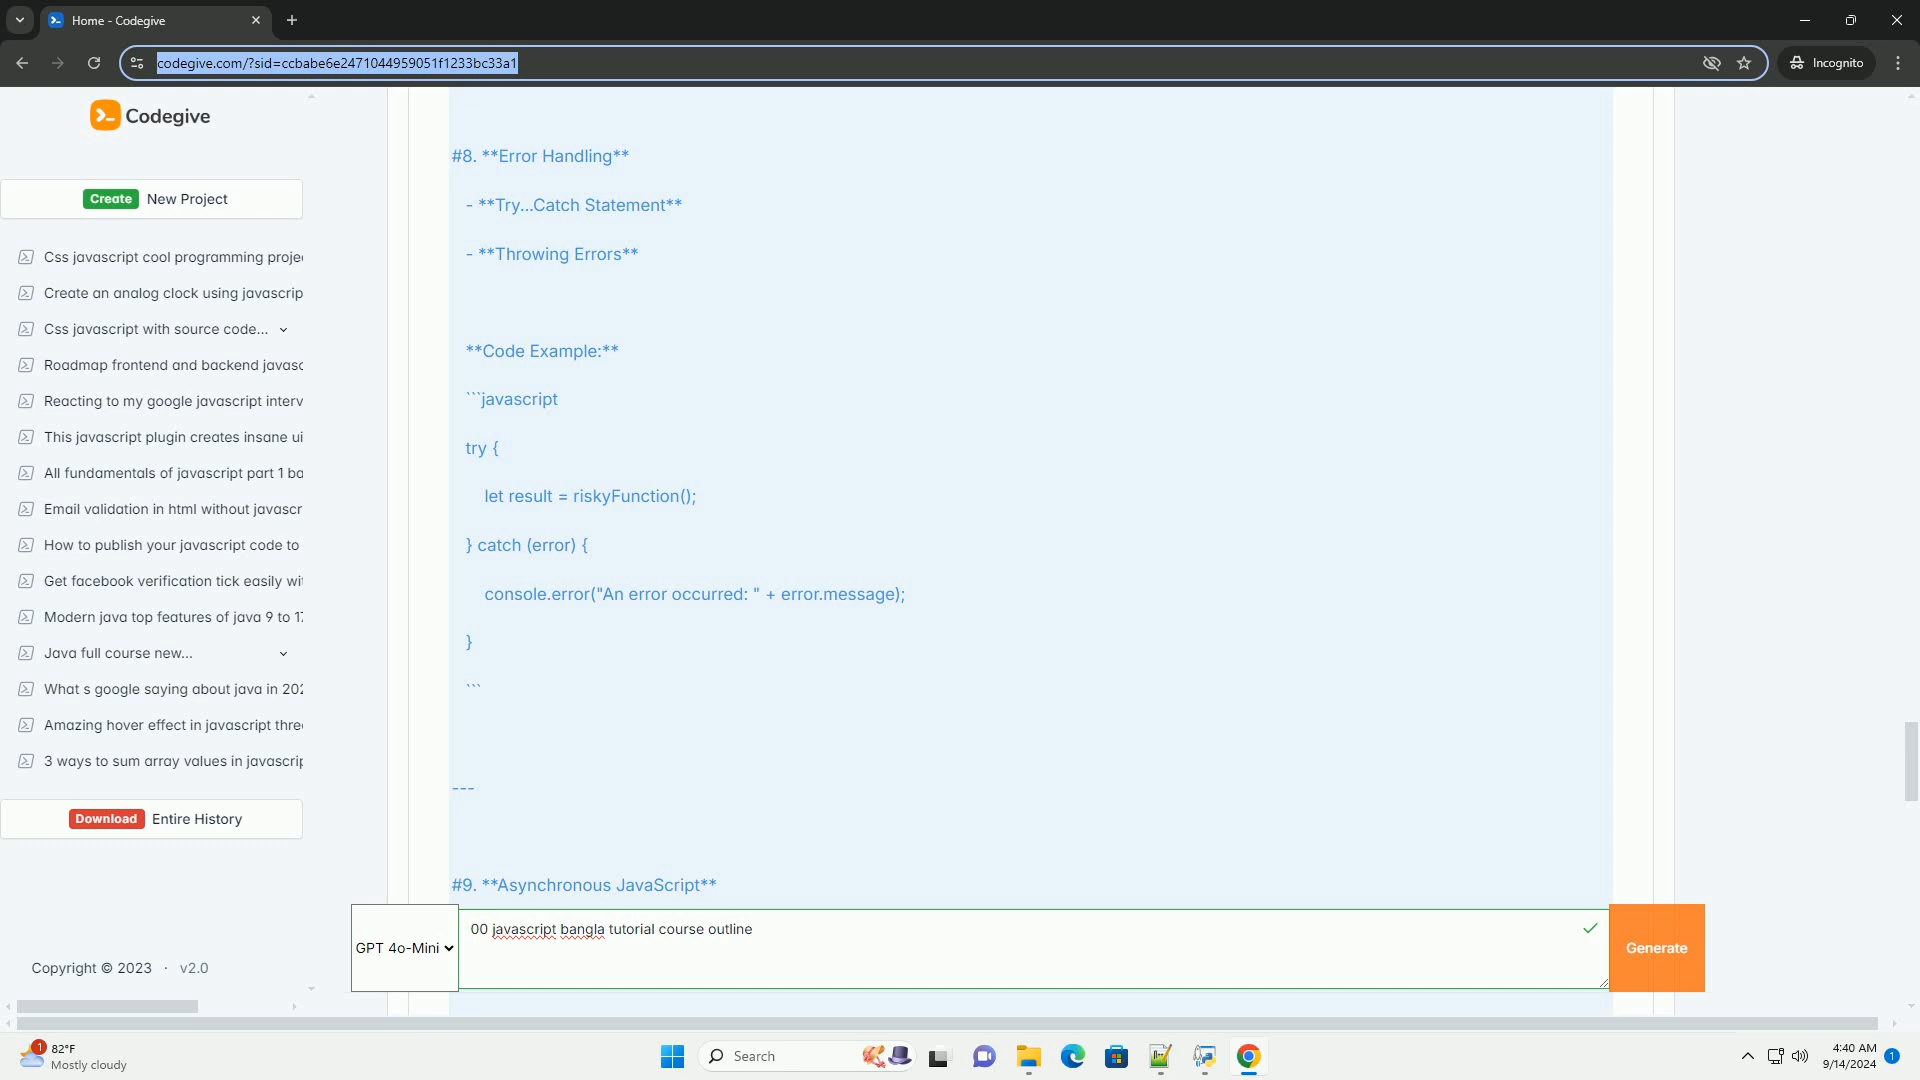 Home - Codegive
codegive.com/?sid=ccbabe6e2471044959051f1233bc33a1
Incognito
Codegive
Create New Project
Css javascript cool programming proje
Create an analog clock using javascrip
Css javascript with source code...
Roadmap frontend and backend javasc
Reacting to my google javascript interv
This javascript plugin creates insane ui
All fundamentals of javascript part 1 ba
Email validation in html without javascr
How to publish your javascript code to
Get facebook verification tick easily wit
Modern java top features of java 9 to 17
Java full course new...
What s google saying about java in 202
Amazing hover effect in javascript thre
3 ways to sum array values in javascrip
Download Entire History
Copyright © 2023 · v2.0
#8. **Error Handling**
- **Try...Catch Statement**
- **Throwing Errors**
**Code Example:**
```javascript
try {
let result = riskyFunction();
} catch (error) {
console.error("An error occurred: " + error.message);
}
```
---
#9. **Asynchronous JavaScript**
GPT 4o-Mini
00 javascript bangla tutorial course outline
Generate
1
82°F
Mostly cloudy
Search
4:40 AM
9/14/2024
1